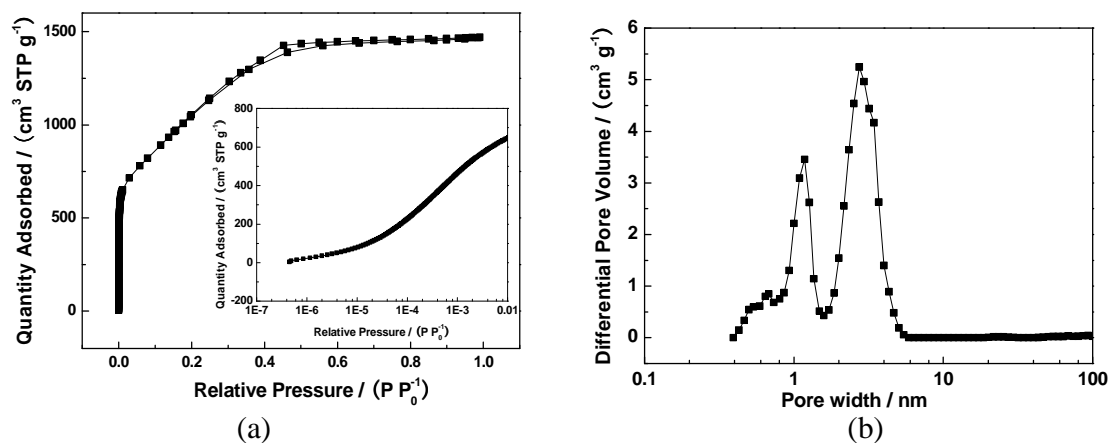 1500
1000
500
0
Quantity Adsorbed / (cm³ STP g⁻¹)
0.0 0.2 0.4 0.6 0.8 1.0
Relative Pressure / (P P₀⁻¹)
800
600
400
200
0
-200
Quantity Adsorbed / (cm³ STP g⁻¹)
1E-7 1E-6 1E-5 1E-4 1E-3 0.01
Relative Pressure / (P P₀⁻¹)
(a)
6
5
4
3
2
1
0
Differential Pore Volume / (cm³ g⁻¹)
0.1 1 10 100
Pore width / nm
(b)